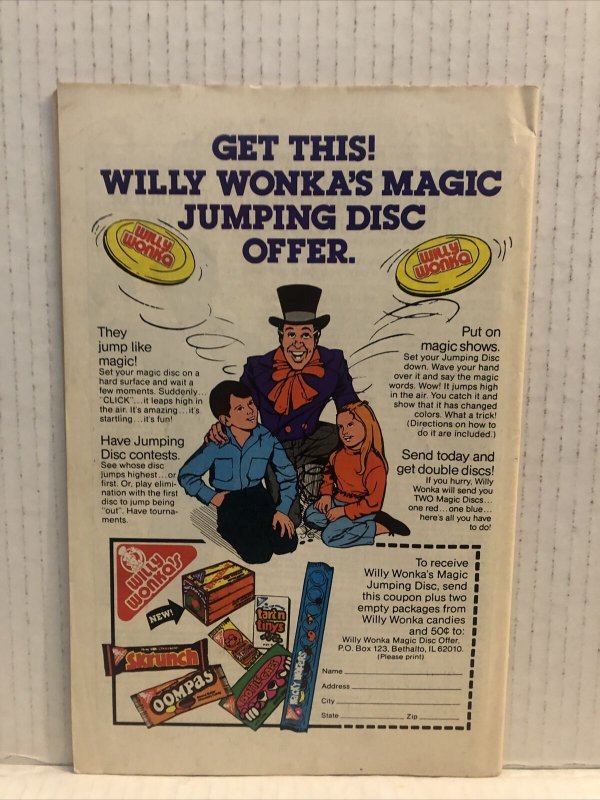 GET THIS!
WILLY WONKA'S MAGIC
JUMPING DISC
OFFER.
WILLY
WONKA
WILLY
WONKA
They
jump like
magic!
Set your magic disc on a
hard surface and wait a
few moments. Suddenly...
"CLICK"...it leaps high in
the air. It's amazing...it's
startling...it's fun!
Have Jumping
Disc contests.
See whose disc
jumps highest...or
first. Or, play elimi-
nation with the first
disc to jump being
"out". Have tourna-
ments.
Put on
magic shows.
Set your Jumping Disc
down. Wave your hand
over it and say the magic
words. Wow! It jumps high
in the air. You catch it and
show that it has changed
colors. What a trick!
(Directions on how to
do it are included.)
Send today and
get double discs!
If you hurry, Willy
Wonka will send you
TWO Magic Discs...
one red...one blue...
here's all you have
to do!
WILLY
WONKA'S
NEW!
SKRUNCH
OOMPAS
tart n
tinys
WACKY WAFERS
To receive
Willy Wonka's Magic
Jumping Disc, send
this coupon plus two
empty packages from
Willy Wonka candies
and 50¢ to:
Willy Wonka Magic Disc Offer,
P.O. Box 123, Bethalto, IL 62010.
(Please print)
Name
Address
City
State Zip